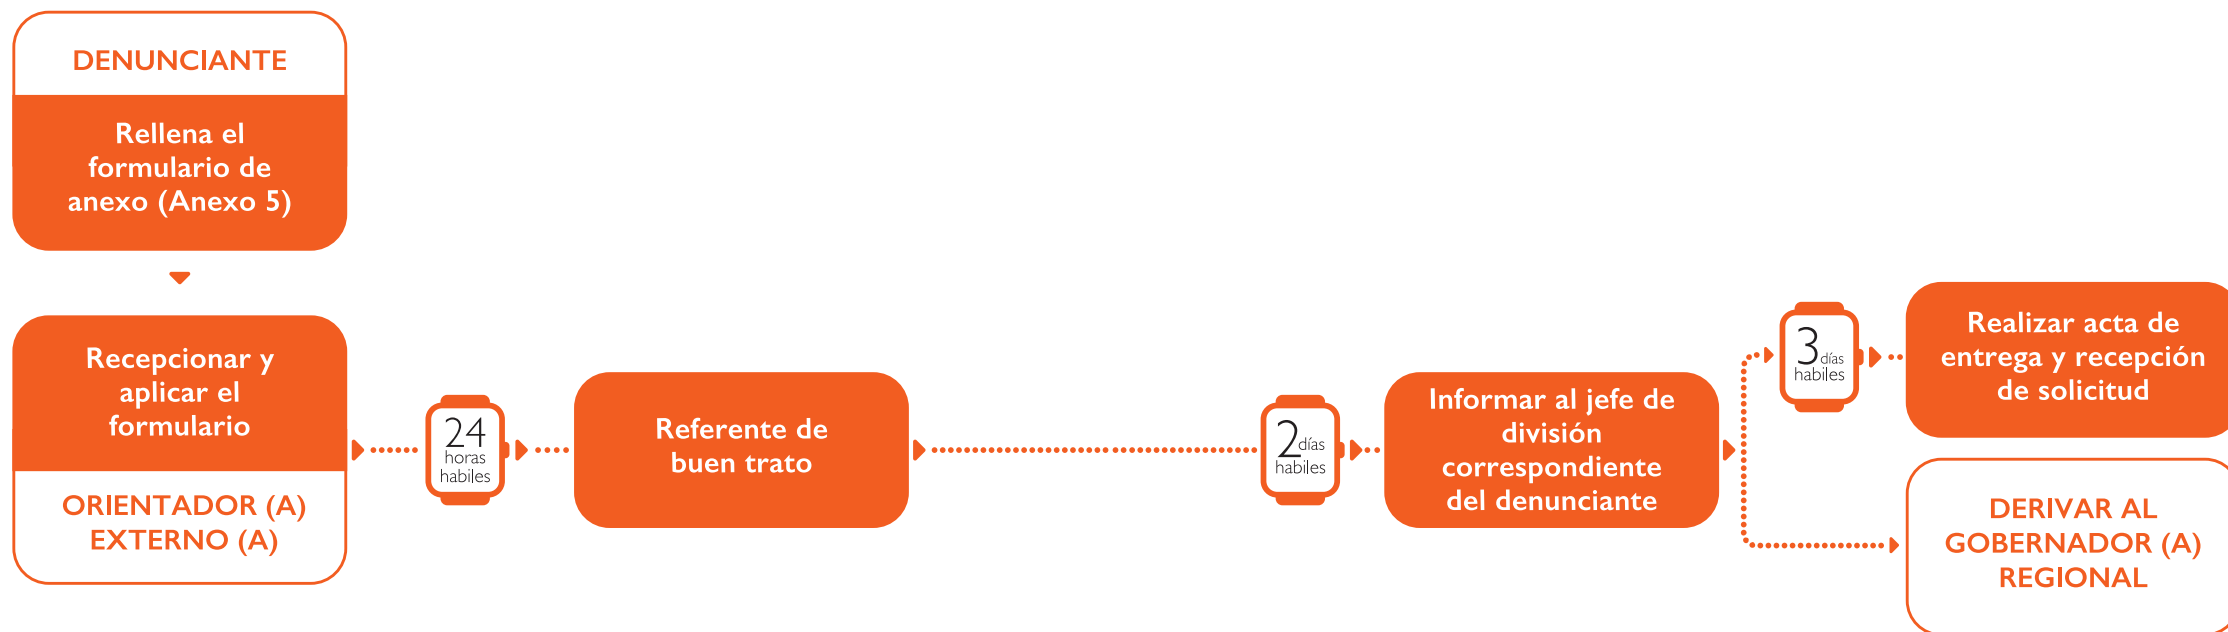 DENUNCIANTE
Rellena el
formulario de
anexo (Anexo 5)
Recepcionar y
aplicar el
formulario
ORIENTADOR (A)
EXTERNO (A)
24
horas
habiles
Referente de
buen trato
2 días
habiles
Informar al jefe de
división
correspondiente
del denunciante
3 días
habiles
Realizar acta de
entrega y recepción
de solicitud
DERIVAR AL
GOBERNADOR (A)
REGIONAL